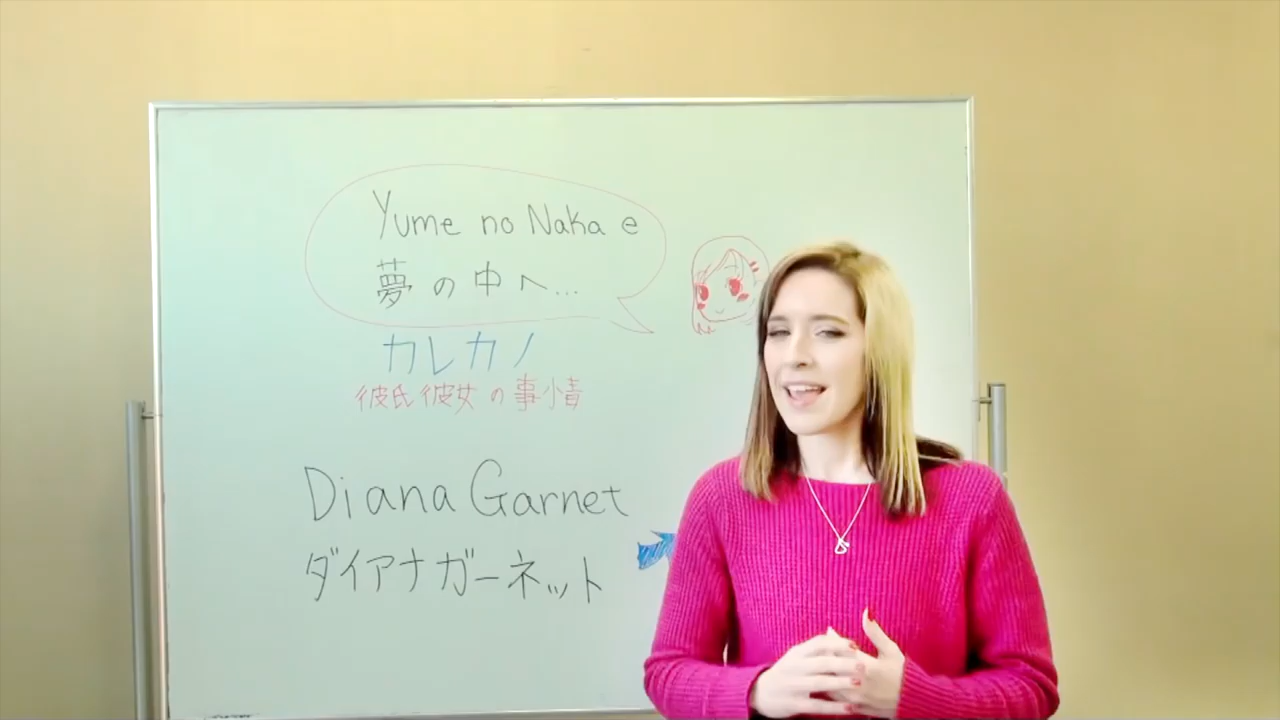 Yume no Naka e
夢の中へ...
カレカノ
彼氏彼女の事情
Diana Garnet
ダイアナガーネット